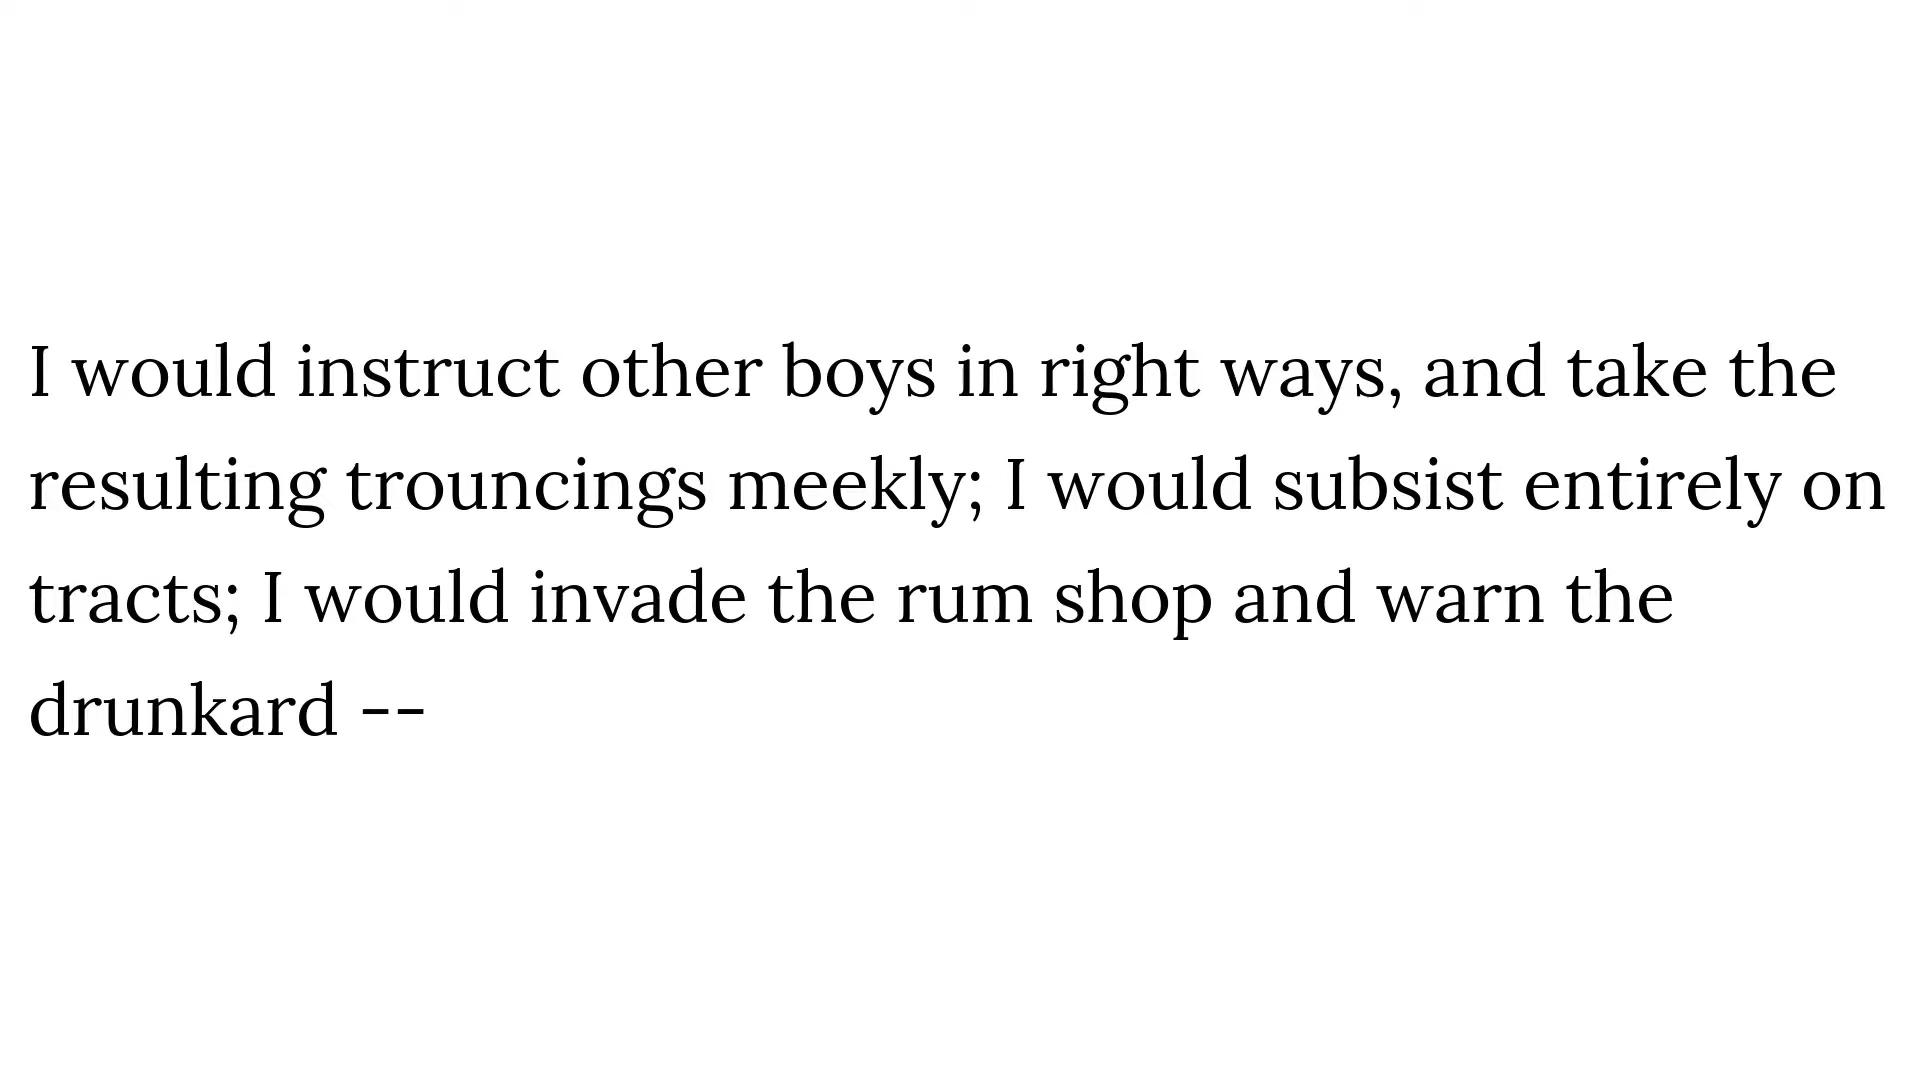 I would instruct other boys in right ways, and take the
resulting trouncings meekly; I would subsist entirely on
tracts; I would invade the rum shop and warn the
drunkard --